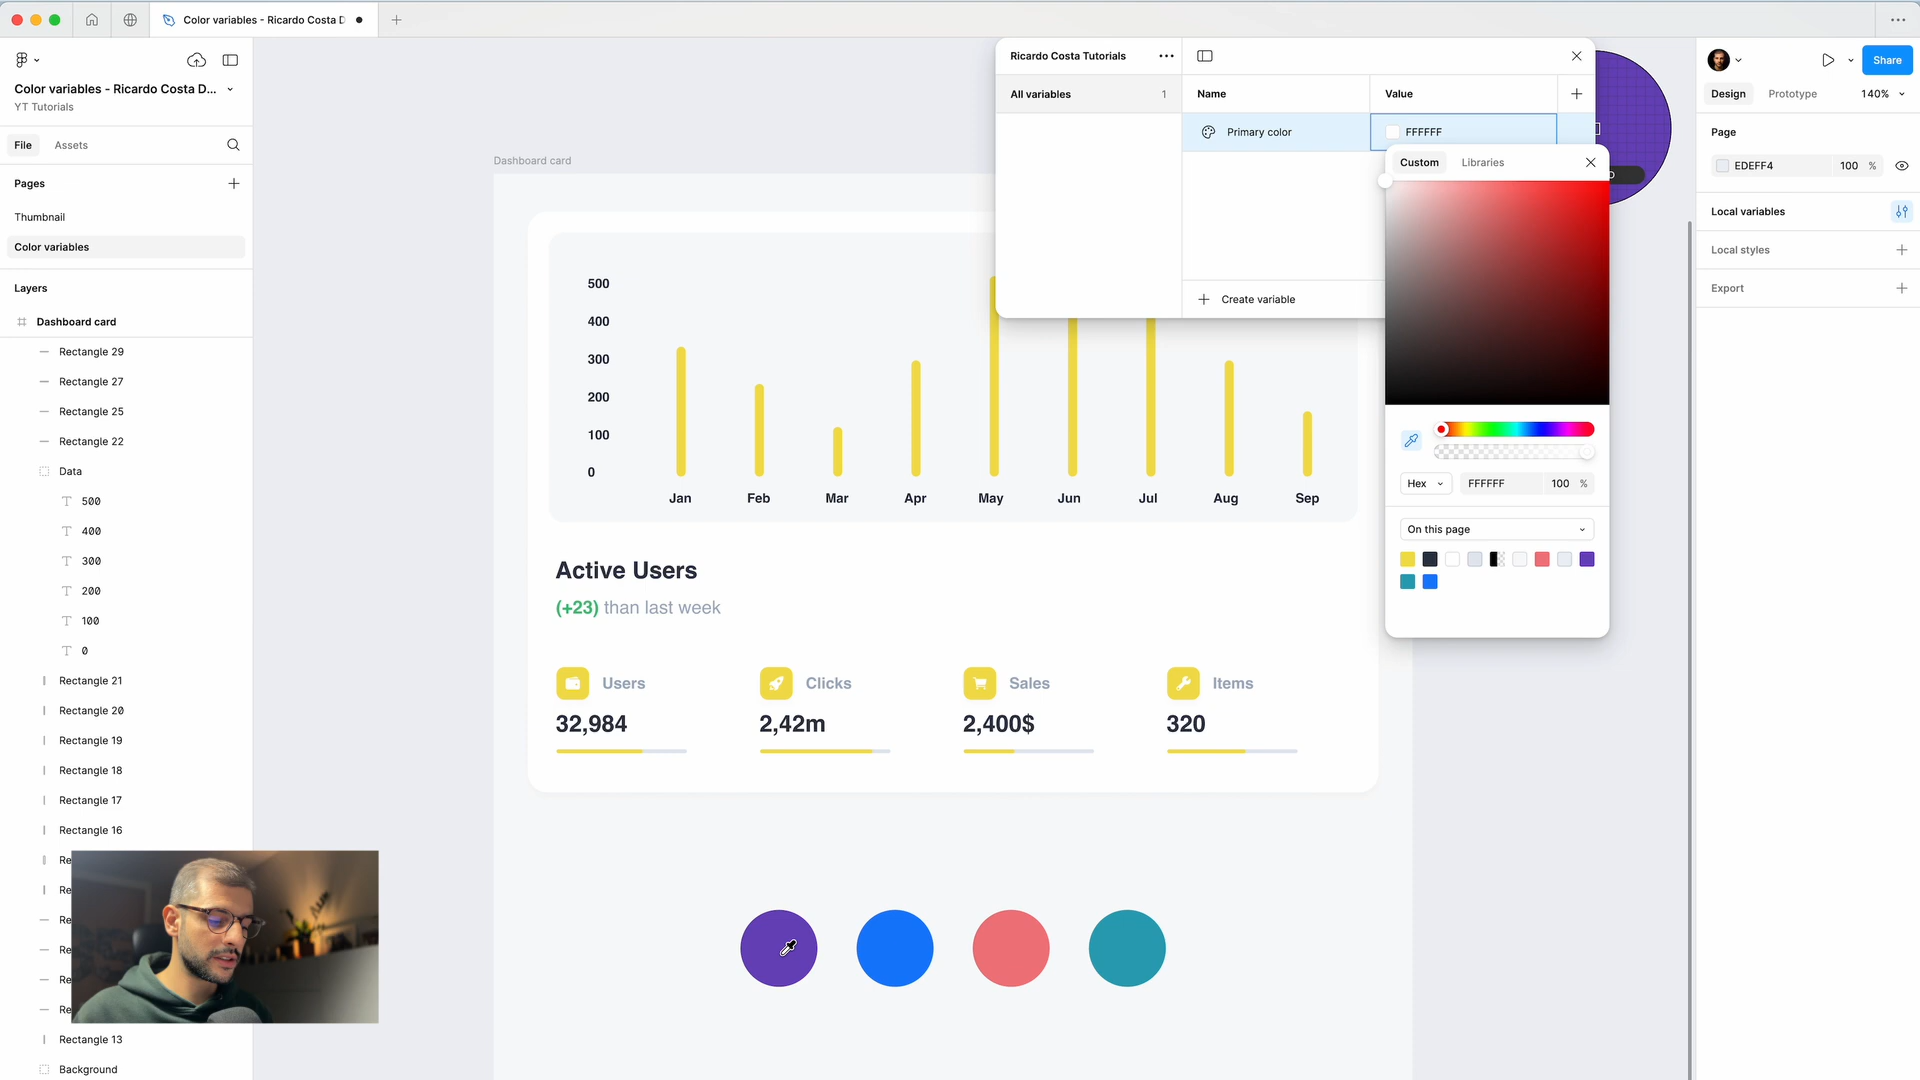 Color variables - Ricardo Costa D
Color variables - Ricardo Costa D...
YT Tutorials
File
Assets
Pages
Thumbnail
Color variables
Layers
Dashboard card
Rectangle 29
Rectangle 27
Rectangle 25
Rectangle 22
Data
500
400
300
200
100
0
Rectangle 21
Rectangle 20
Rectangle 19
Rectangle 18
Rectangle 17
Rectangle 16
Re
Re
Re
Re
Re
Re
Rectangle 13
Background
Dashboard card
500
400
300
200
100
0
Jan Feb Mar Apr May Jun Jul Aug Sep
Active Users
(+23) than last week
Users
32,984
Clicks
2,42m
Sales
2,400$
Items
320
Ricardo Costa Tutorials
All variables 1
Name
Value
Primary color
FFFFFF
Create variable
Custom
Libraries
Hex
FFFFFF
100 %
On this page
Share
Design
Prototype
140%
Page
EDEFF4
100 %
Local variables
Local styles
Export